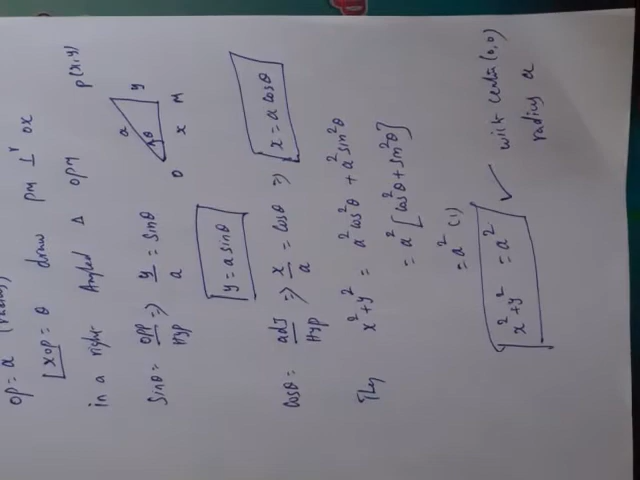 OP = a
∠XOP = θ draw PM ⊥r OX
in a right Angled Δ OPM P(x,y)
a y θ
O x M
Sinθ = opp/Hyp => y/a = Sinθ
y = a sinθ
Cosθ = adj/Hyp => x/a = Cosθ => x = a Cosθ
x² + y² = a² Cos²θ + a² Sin²θ
= a² [Cos²θ + Sin²θ]
= a² (1)
x² + y² = a² ✓ with centre (0,0)
radius a